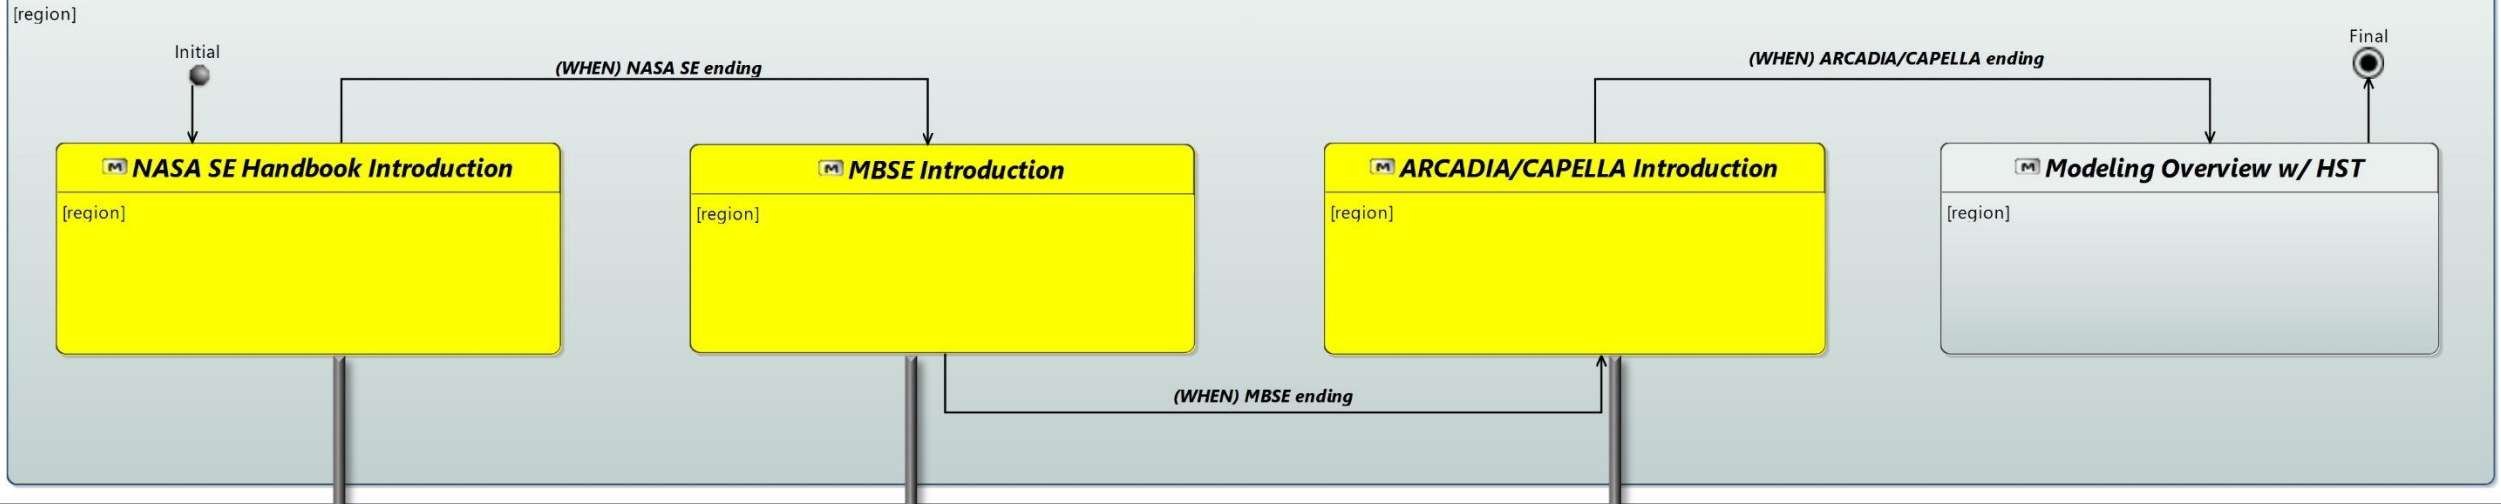 [region]
Initial
(WHEN) NASA SE ending
(WHEN) ARCADIA/CAPELLA ending
Final
M NASA SE Handbook Introduction
[region]
M MBSE Introduction
[region]
M ARCADIA/CAPELLA Introduction
[region]
M Modeling Overview w/ HST
[region]
(WHEN) MBSE ending